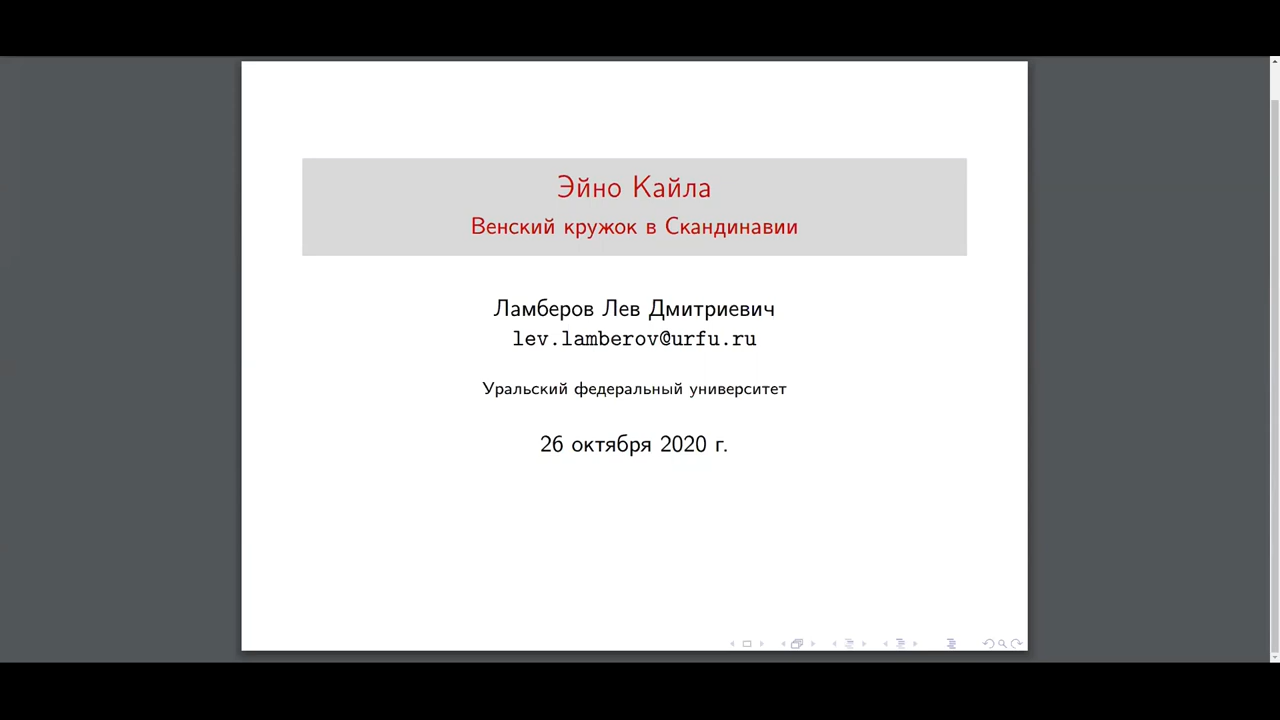 Эйно Кайла
Венский кружок в Скандинавии
Ламберов Лев Дмитриевич
lev.lamberov@urfu.ru
Уральский федеральный университет
26 октября 2020 г.